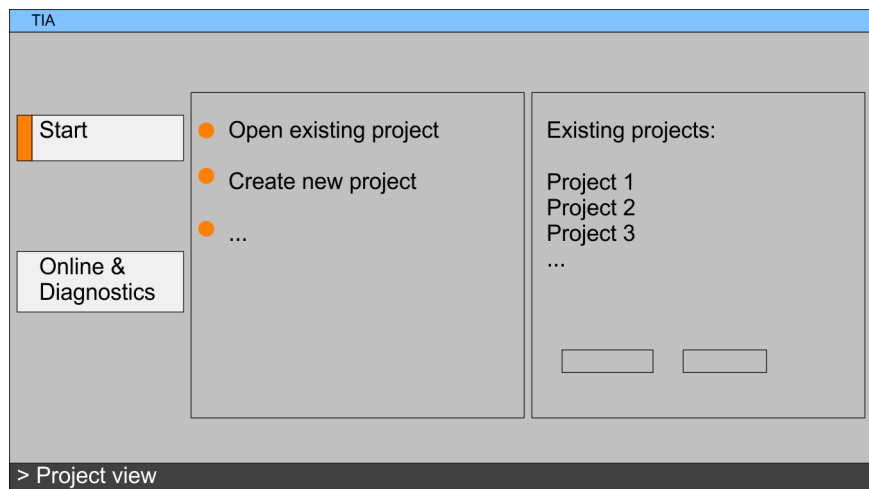 TIA
Start
Online &
Diagnostics
Open existing project
Create new project
...
Existing projects:
Project 1
Project 2
Project 3
...
> Project view